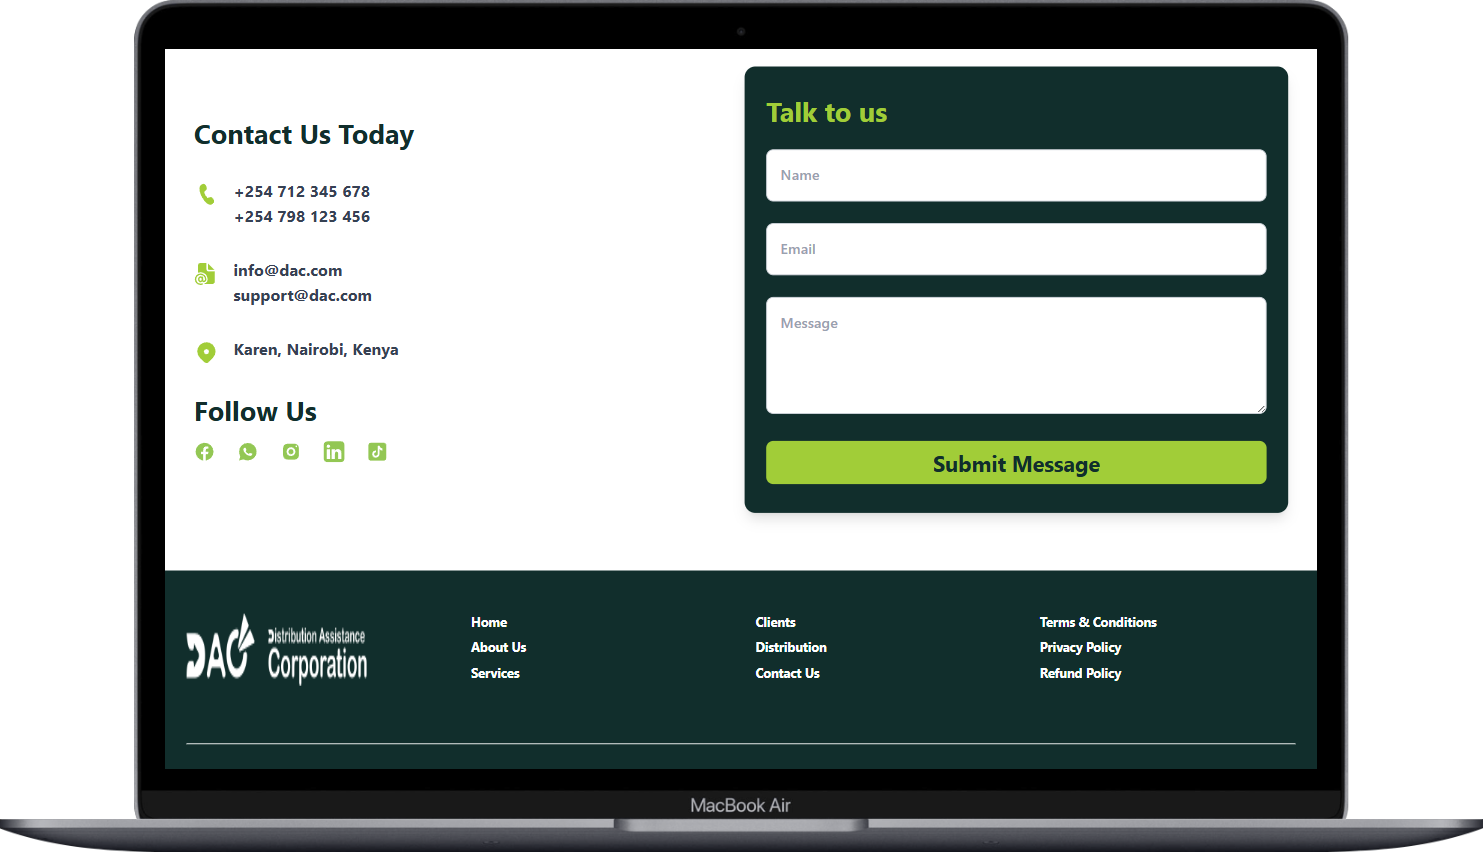 Contact Us Today
+254 712 345 678
+254 798 123 456
info@dac.com
support@dac.com
Karen, Nairobi, Kenya
Follow Us
Talk to us
Name
Email
Message
Submit Message
DAC
Distribution Assistance
Corporation
Home
About Us
Services
Clients
Distribution
Contact Us
Terms & Conditions
Privacy Policy
Refund Policy
MacBook Air